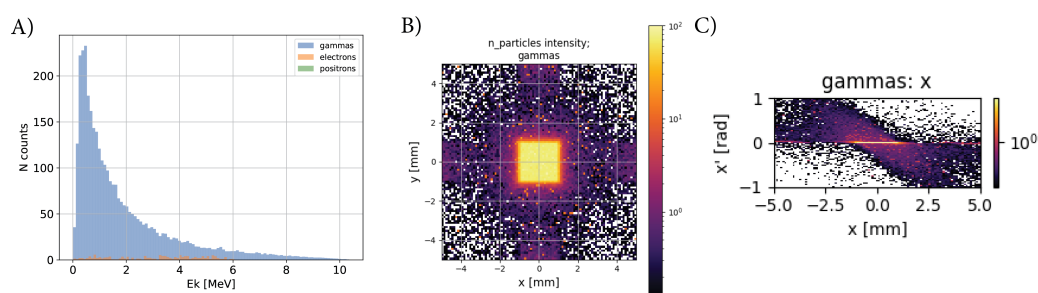 A)
gammas
electrons
positrons
N counts
200
150
100
50
0
0 2 4 6 8 10
Ek [MeV]
B)
n_particles intensity;
gammas
y [mm]
4
2
0
−2
−4
−4 −2 0 2 4
x [mm]
10²
10¹
10⁰
C)
gammas: x
x' [rad]
1
0
−1
−5.0 −2.5 0.0 2.5 5.0
x [mm]
10⁰